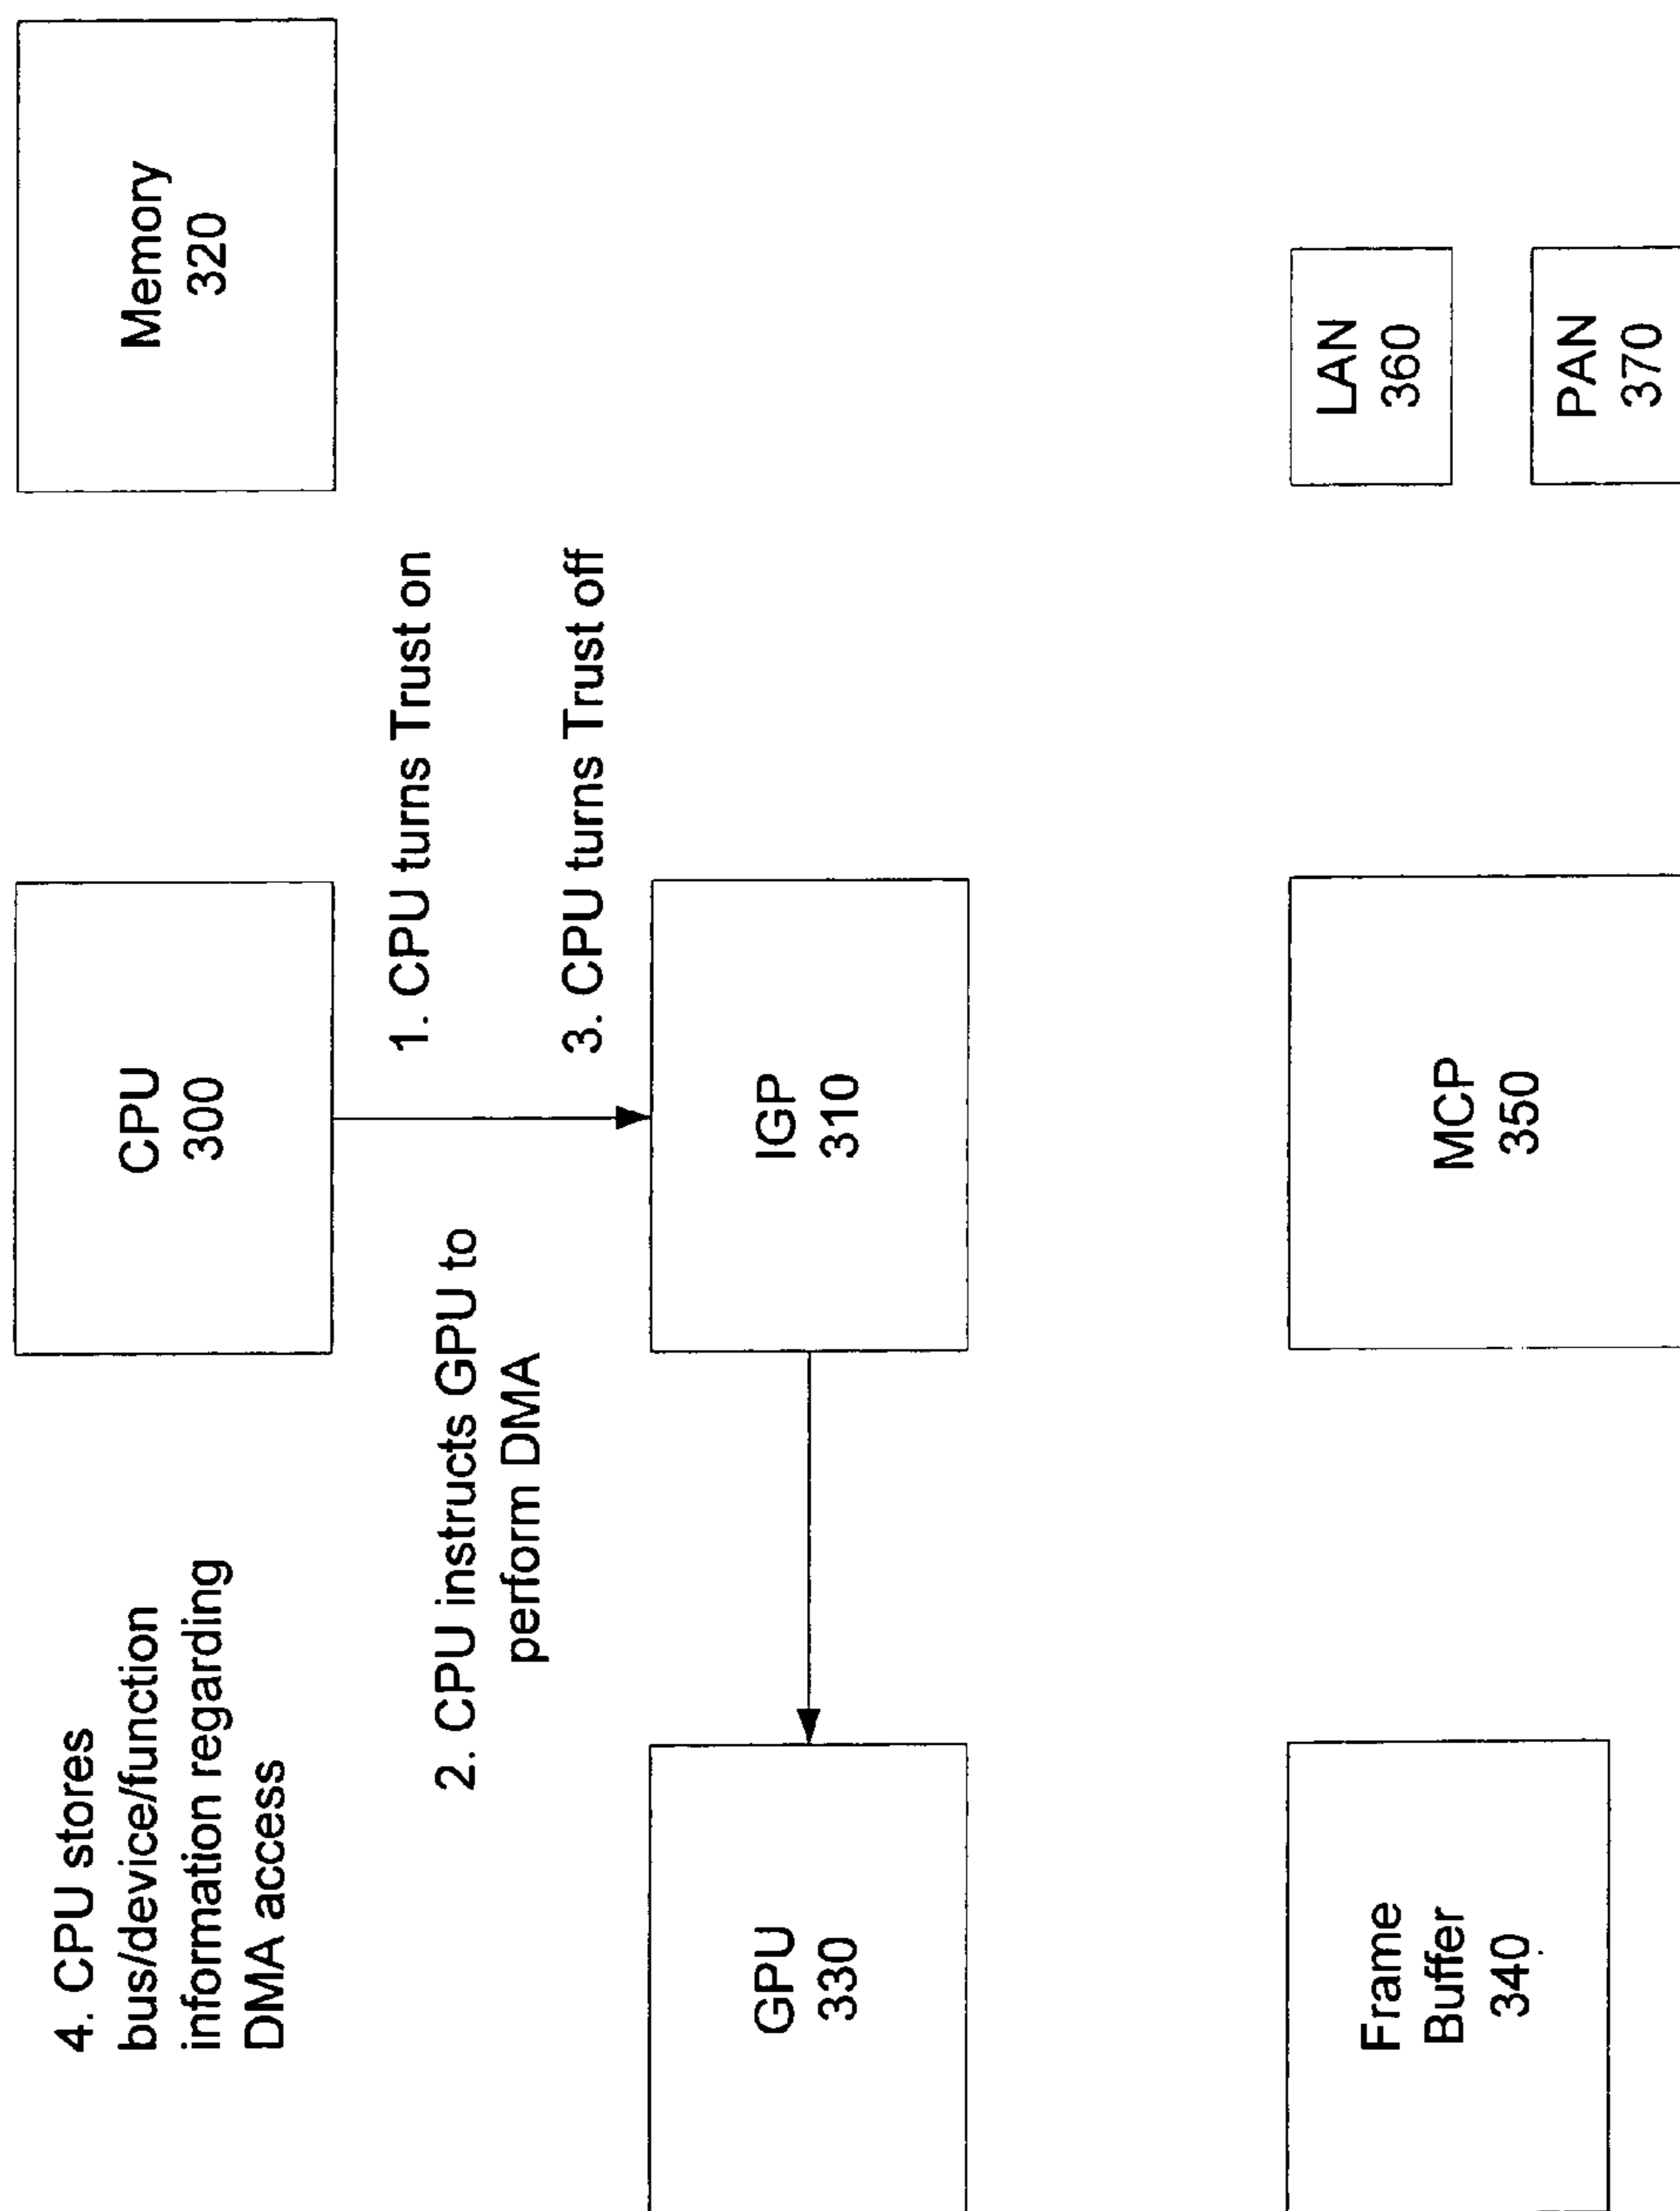 4. CPU stores
bus/device/function
information regarding
DMA access
CPU
300
Memory
320
2. CPU instructs GPU to
perform DMA
1. CPU turns Trust on
3. CPU turns Trust off
GPU
330
IGP
310
Frame
Buffer
340
MCP
350
LAN
360
PAN
370